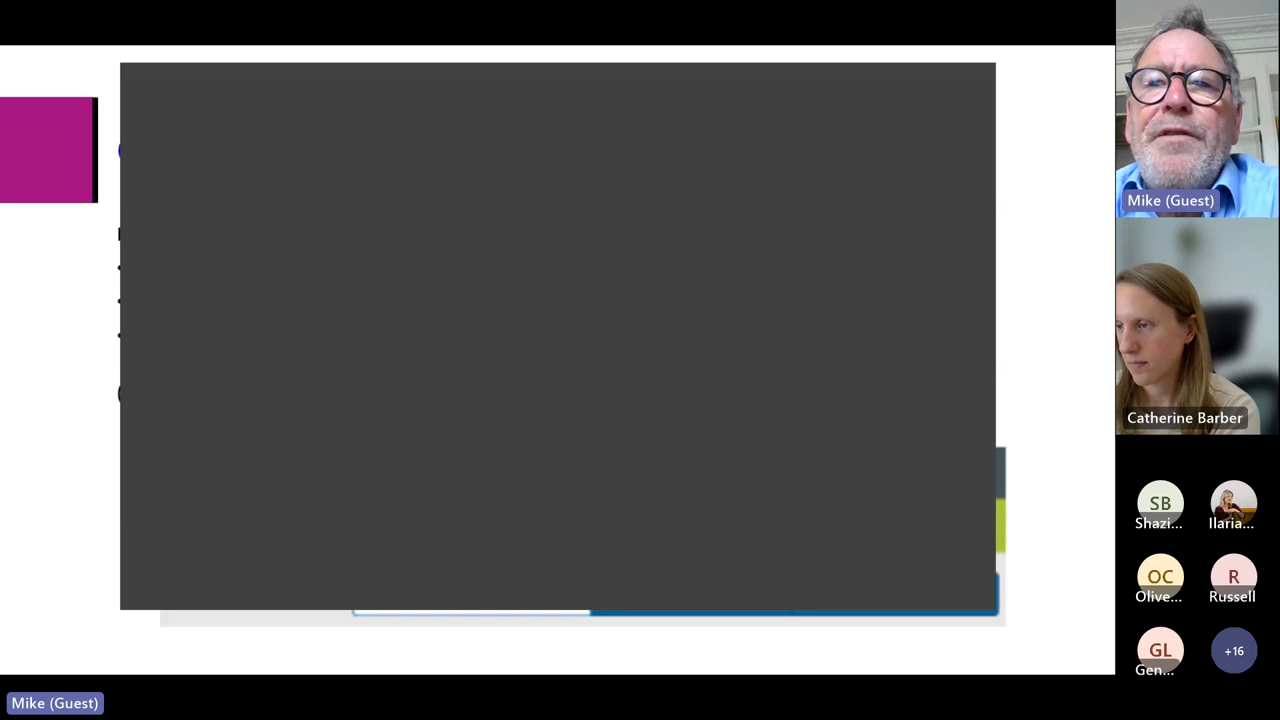 Mike (Guest)
Catherine Barber
SB
Shazi...
Ilaria...
OC
Olive...
R
Russell
GL
Gen...
+16
Mike (Guest)